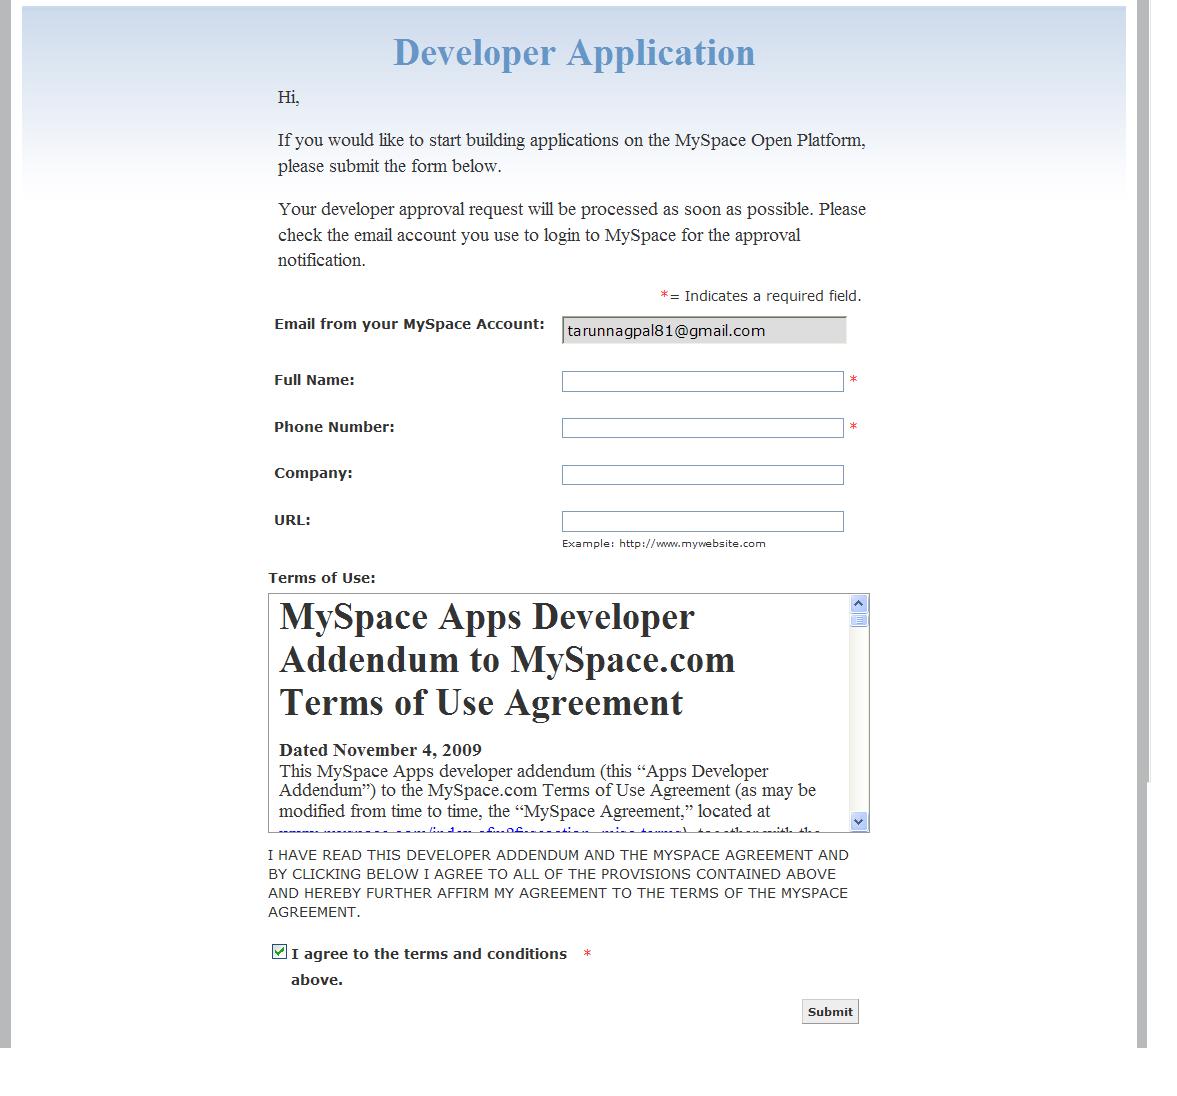 Developer Application
Hi,
If you would like to start building applications on the MySpace Open Platform,
please submit the form below.
Your developer approval request will be processed as soon as possible. Please
check the email account you use to login to MySpace for the approval
notification.
*= Indicates a required field.
Email from your MySpace Account: tarunnagpal81@gmail.com
Full Name: *
Phone Number: *
Company:
URL:
Example: http://www.mywebsite.com
Terms of Use:
MySpace Apps Developer
Addendum to MySpace.com
Terms of Use Agreement
Dated November 4, 2009
This MySpace Apps developer addendum (this “Apps Developer
Addendum”) to the MySpace.com Terms of Use Agreement (as may be
modified from time to time, the “MySpace Agreement,” located at
I HAVE READ THIS DEVELOPER ADDENDUM AND THE MYSPACE AGREEMENT AND
BY CLICKING BELOW I AGREE TO ALL OF THE PROVISIONS CONTAINED ABOVE
AND HEREBY FURTHER AFFIRM MY AGREEMENT TO THE TERMS OF THE MYSPACE
AGREEMENT.
I agree to the terms and conditions *
above.
Submit